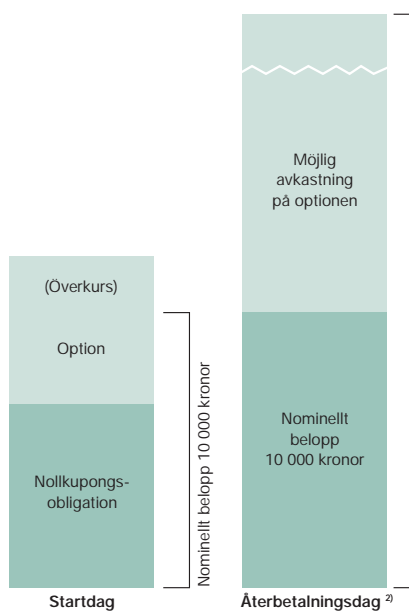 (Överkurs)
Option
Nollkupongs-
obligation
Startdag
Nominellt belopp 10 000 kronor
Möjlig
avkastning
på optionen
Nominellt
belopp
10 000 kronor
Återbetalningsdag 2)